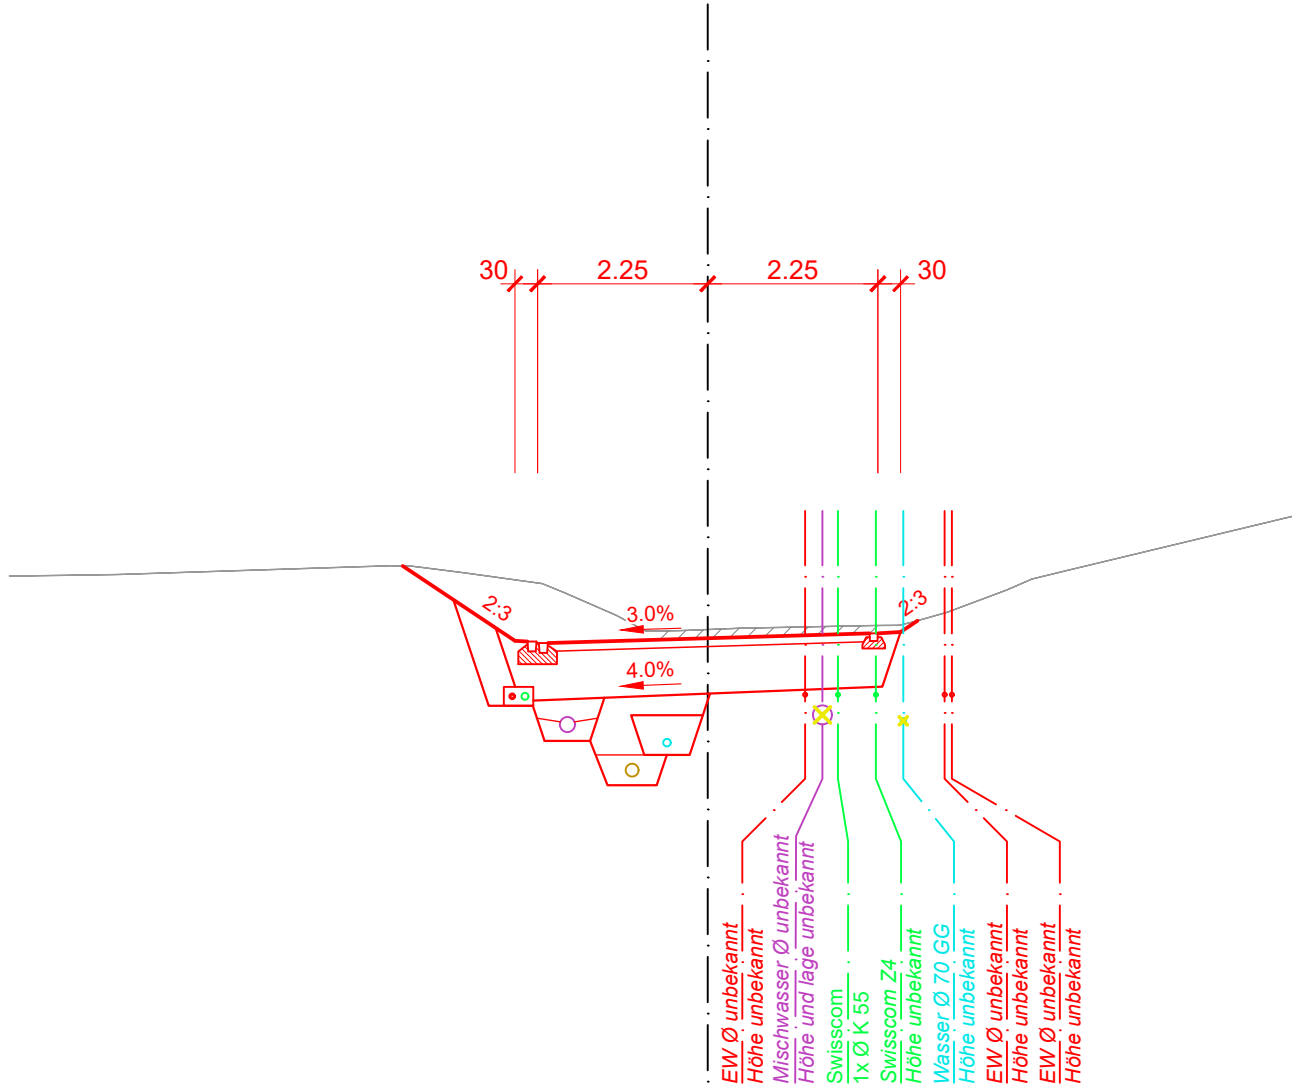 30
2.25
2.25
30
2:3
3.0%
2:3
4.0%
EW Ø unbekannt
Höhe unbekannt
Mischwasser Ø unbekannt
Höhe und lage unbekannt
Swisscom
1x Ø K 55
Swisscom Z4
Höhe unbekannt
Wasser Ø 70 GG
Höhe unbekannt
EW Ø unbekannt
Höhe unbekannt
EW Ø unbekannt
Höhe unbekannt